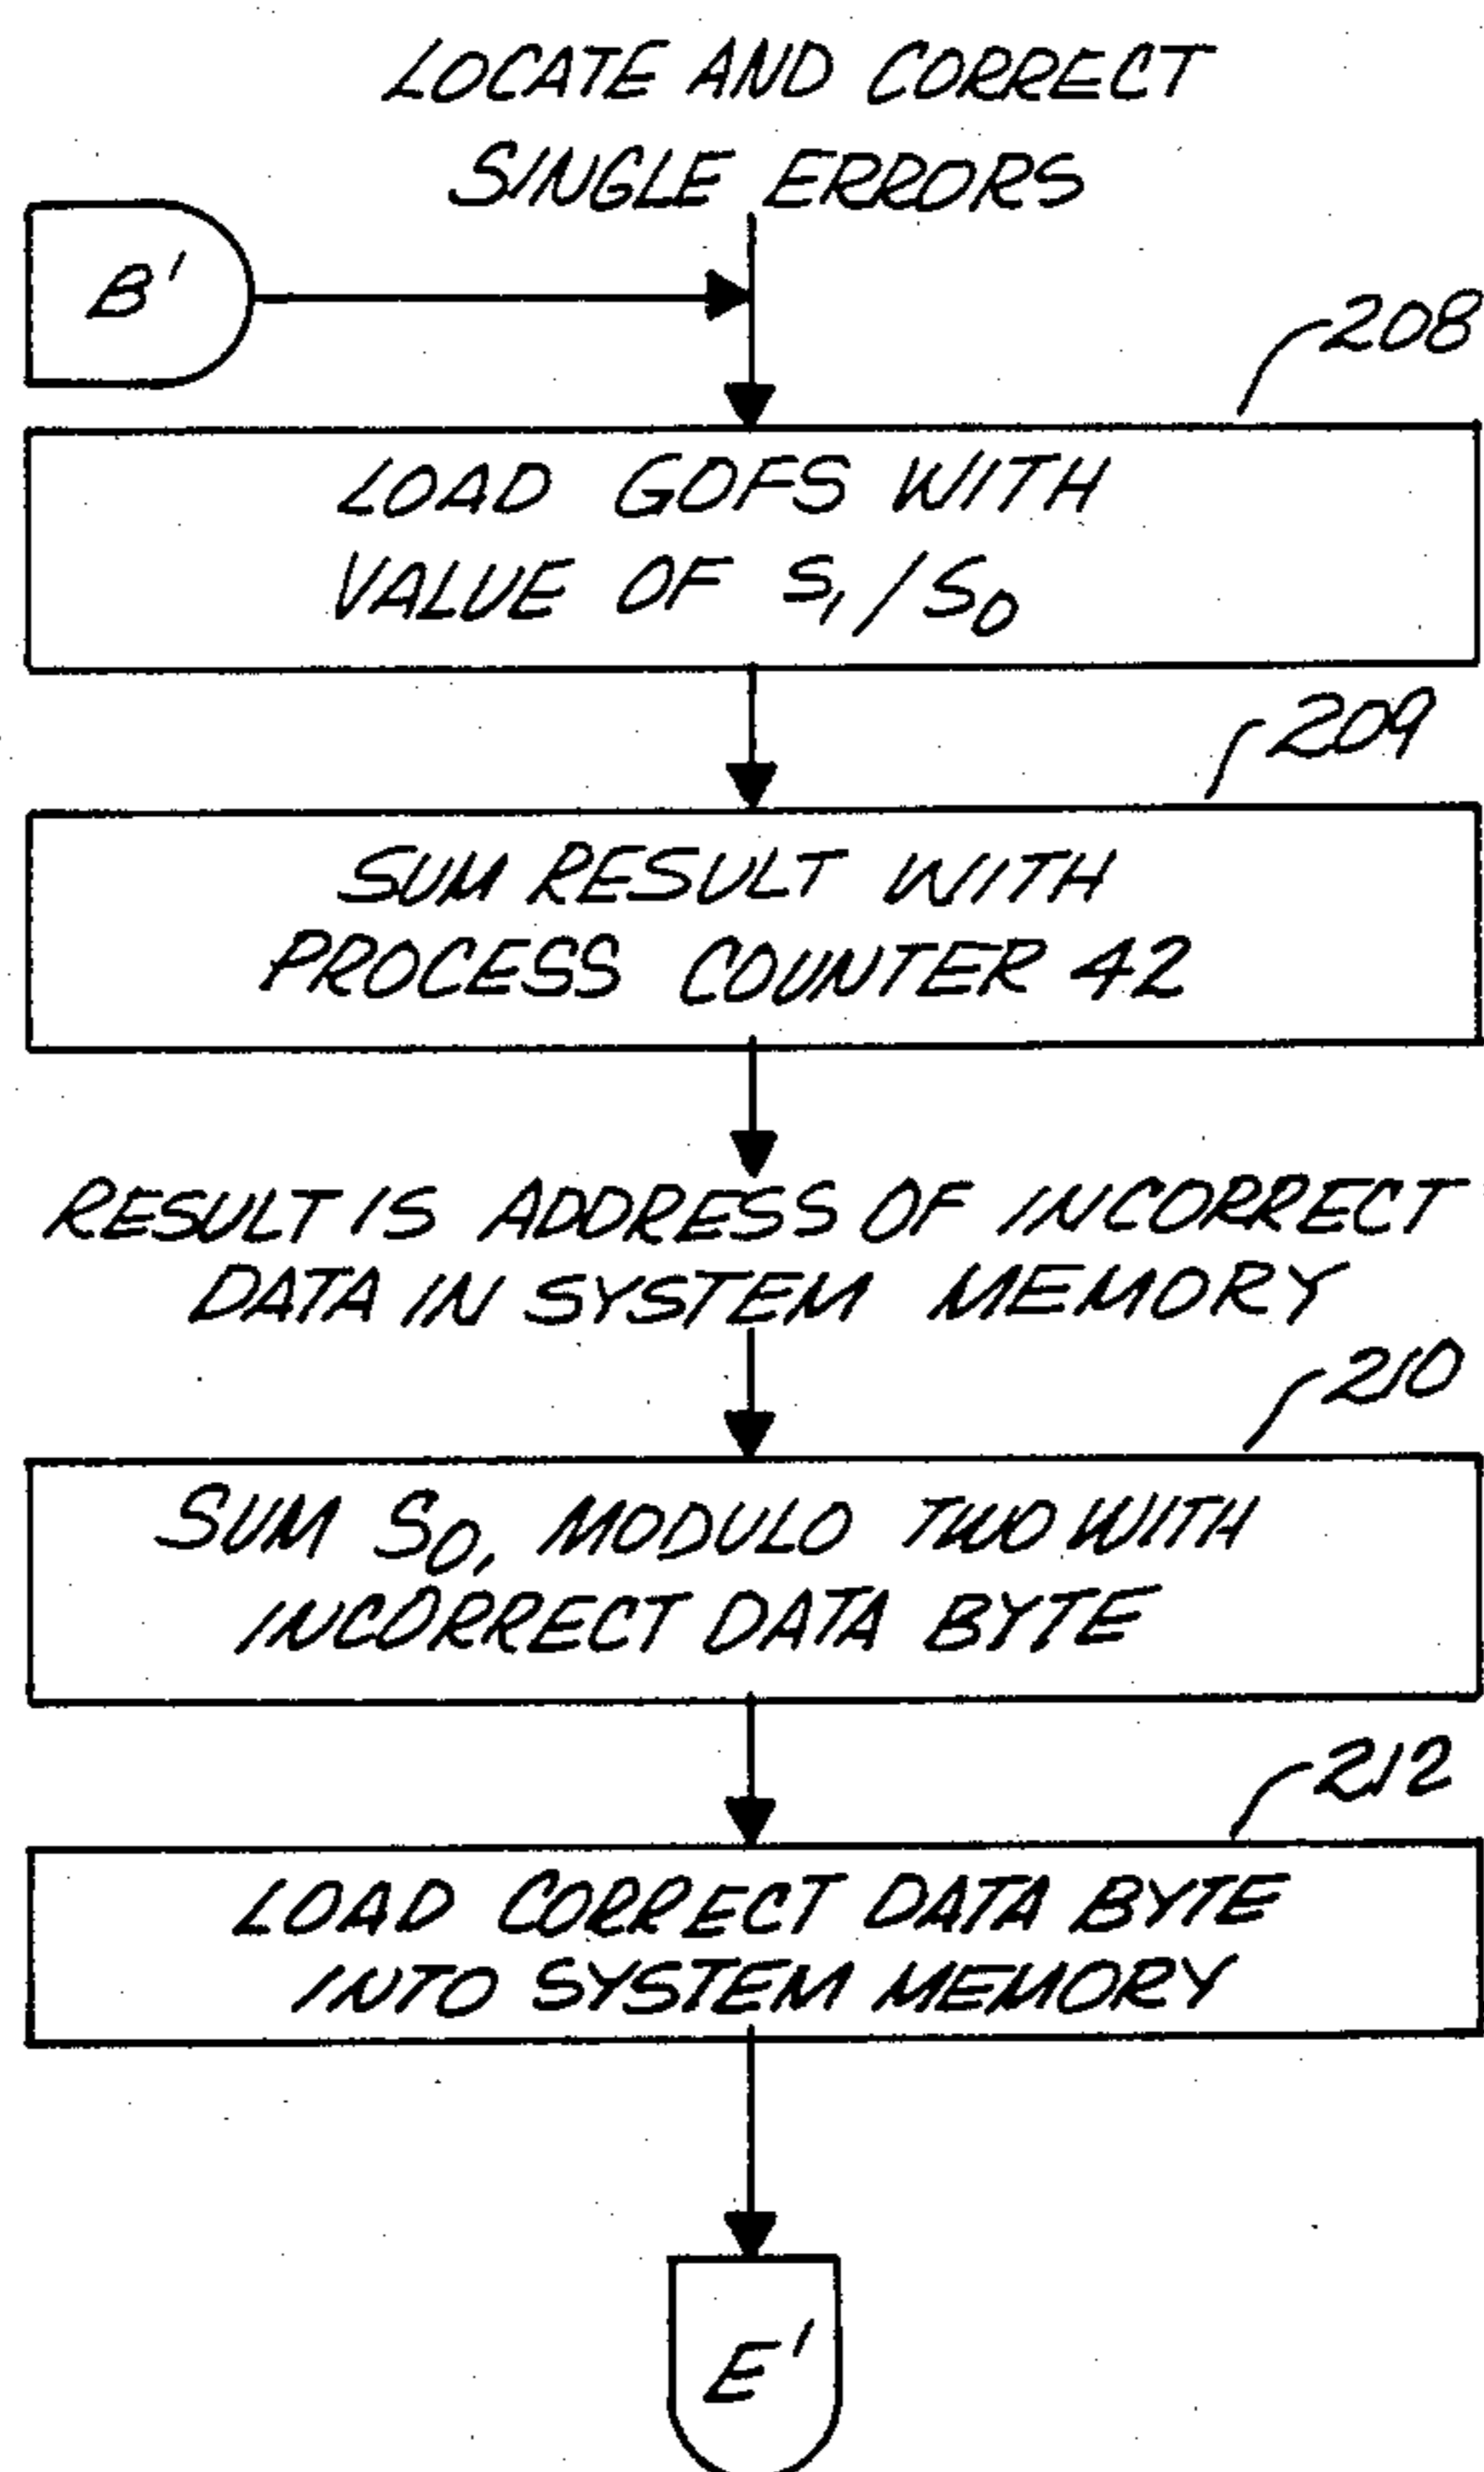 LOCATE AND CORRECT
SINGLE ERRORS
B'
208
LOAD GOFS WITH
VALUE OF S₁/S₀
209
SUM RESULT WITH
PROCESS COUNTER 42
RESULT IS ADDRESS OF INCORRECT
DATA IN SYSTEM MEMORY
210
SUM S₀, MODULO TWO WITH
INCORRECT DATA BYTE
212
LOAD CORRECT DATA BYTE
INTO SYSTEM MEMORY
E'